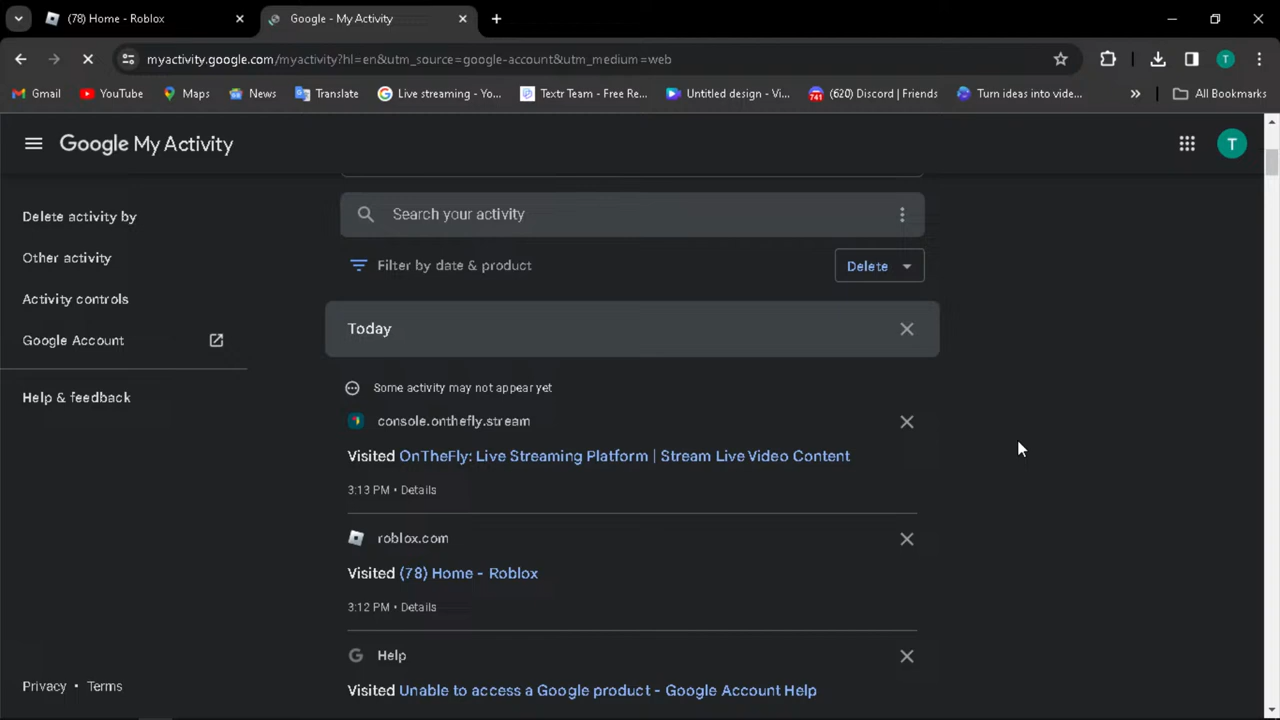 (78) Home - Roblox
Google - My Activity
myactivity.google.com/myactivity?hl=en&utm_source=google-account&utm_medium=web
T
Gmail
YouTube
Maps
News
Translate
Live streaming - Yo...
Textr Team - Free Re...
Untitled design - Vi...
741
(620) Discord | Friends
Turn ideas into vide...
All Bookmarks
Google My Activity
T
Delete activity by
Other activity
Activity controls
Google Account
Help & feedback
Search your activity
Filter by date & product
Delete
Today
Some activity may not appear yet
console.onthefly.stream
Visited OnTheFly: Live Streaming Platform | Stream Live Video Content
3:13 PM • Details
roblox.com
Visited (78) Home - Roblox
3:12 PM • Details
G Help
Visited Unable to access a Google product - Google Account Help
Privacy • Terms